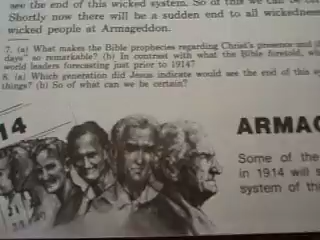 see the end of this wicked system. So of this we can be
Shortly now there will be a sudden end to all wickedness
wicked people at Armageddon.
7. (a) What makes the Bible prophecies regarding Christ's presence and
days" so remarkable? (b) In contrast with what the Bible foretold,
world leaders forecasting just prior to 1914?
8. (a) Which generation did Jesus indicate would see the end of this
things? (b) So of what can we be certain?
14
ARMAG
Some of the
in 1914 will
system of